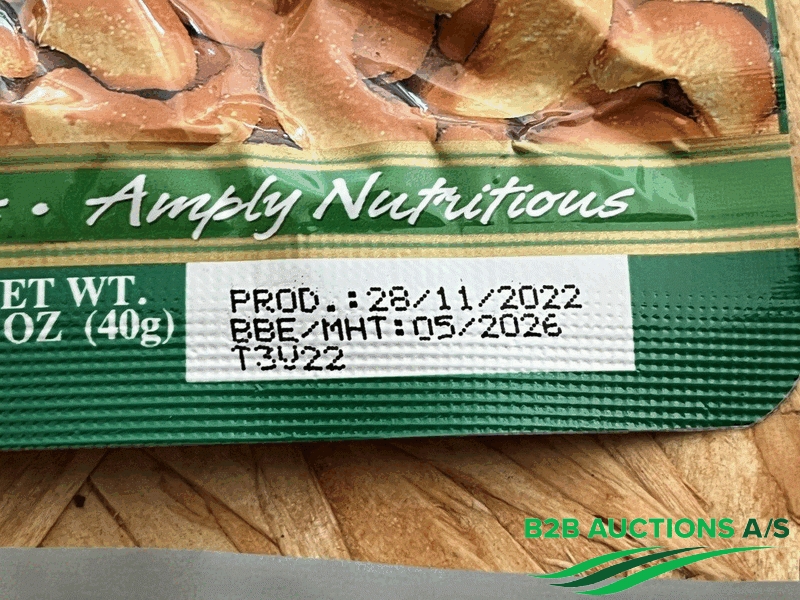 • Amply Nutritious
ET WT.
OZ (40g)
PROD.:28/11/2022
BBE/MHT:05/2026
T3V22
B2B AUCTIONS A/S